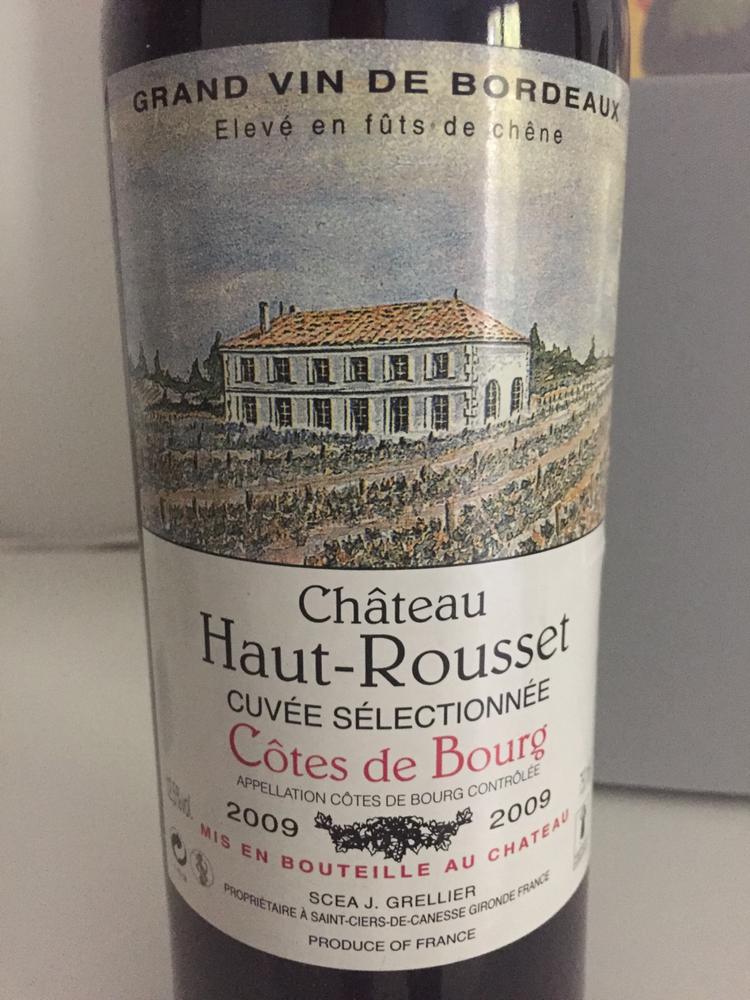 GRAND VIN DE BORDEAUX
Elevé en fûts de chêne
Château
Haut-Rousset
CUVÉE SÉLECTIONNÉE
Côtes de Bourg
APPELLATION CÔTES DE BOURG CONTRÔLÉE
2009 2009
MIS EN BOUTEILLE AU CHATEAU
SCEA J. GRELLIER
PROPRIÉTAIRE À SAINT-CIERS-DE-CANESSE GIRONDE FRANCE
PRODUCE OF FRANCE